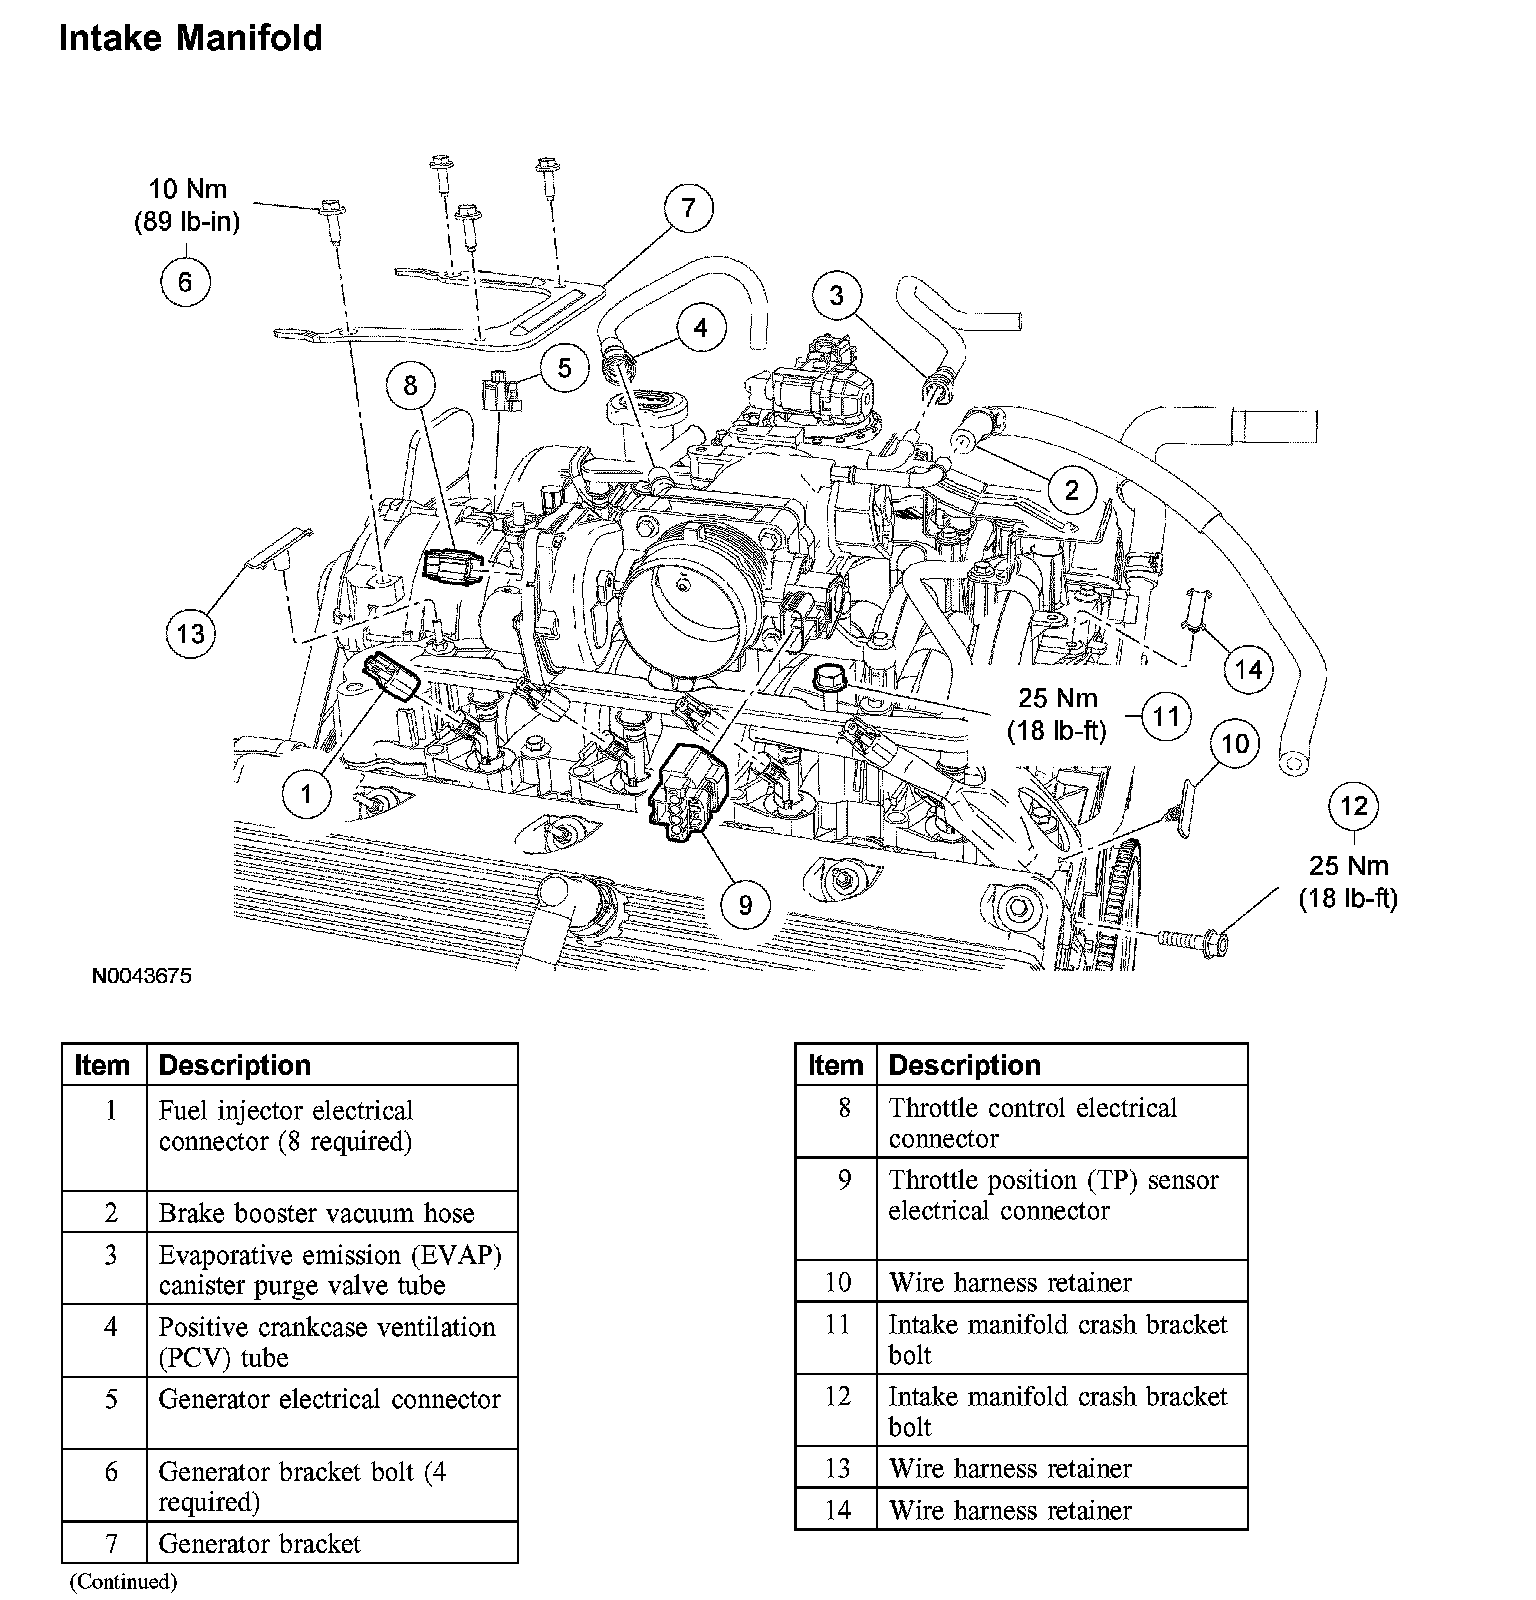 Intake Manifold
10 Nm
(89 lb-in)
6
7
3
4
5
8
2
13
14
25 Nm
(18 lb-ft)
11
10
1
12
25 Nm
(18 lb-ft)
9
N0043675
Item Description
1 Fuel injector electrical
connector (8 required)
2 Brake booster vacuum hose
3 Evaporative emission (EVAP)
canister purge valve tube
4 Positive crankcase ventilation
(PCV) tube
5 Generator electrical connector
6 Generator bracket bolt (4
required)
7 Generator bracket
(Continued)
Item Description
8 Throttle control electrical
connector
9 Throttle position (TP) sensor
electrical connector
10 Wire harness retainer
11 Intake manifold crash bracket
bolt
12 Intake manifold crash bracket
bolt
13 Wire harness retainer
14 Wire harness retainer